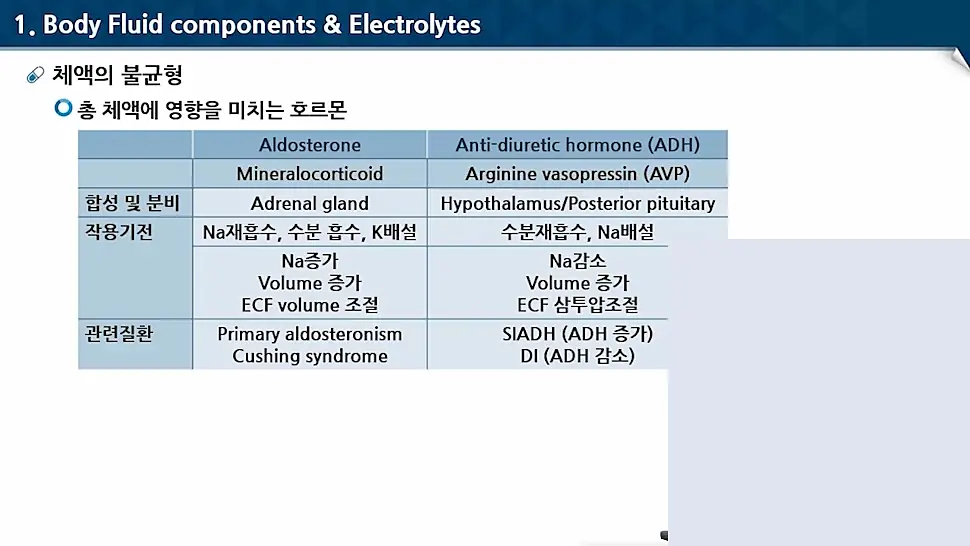 1. Body Fluid components & Electrolytes
체액의 불균형
총 체액에 영향을 미치는 호르몬
Aldosterone
Anti-diuretic hormone (ADH)
Mineralocorticoid
Arginine vasopressin (AVP)
합성 및 분비
Adrenal gland
Hypothalamus/Posterior pituitary
작용기전
Na재흡수, 수분 흡수, K배설
수분재흡수, Na배설
Na증가
Volume 증가
ECF volume 조절
Na감소
Volume 증가
ECF 삼투압조절
관련질환
Primary aldosteronism
Cushing syndrome
SIADH (ADH 증가)
DI (ADH 감소)